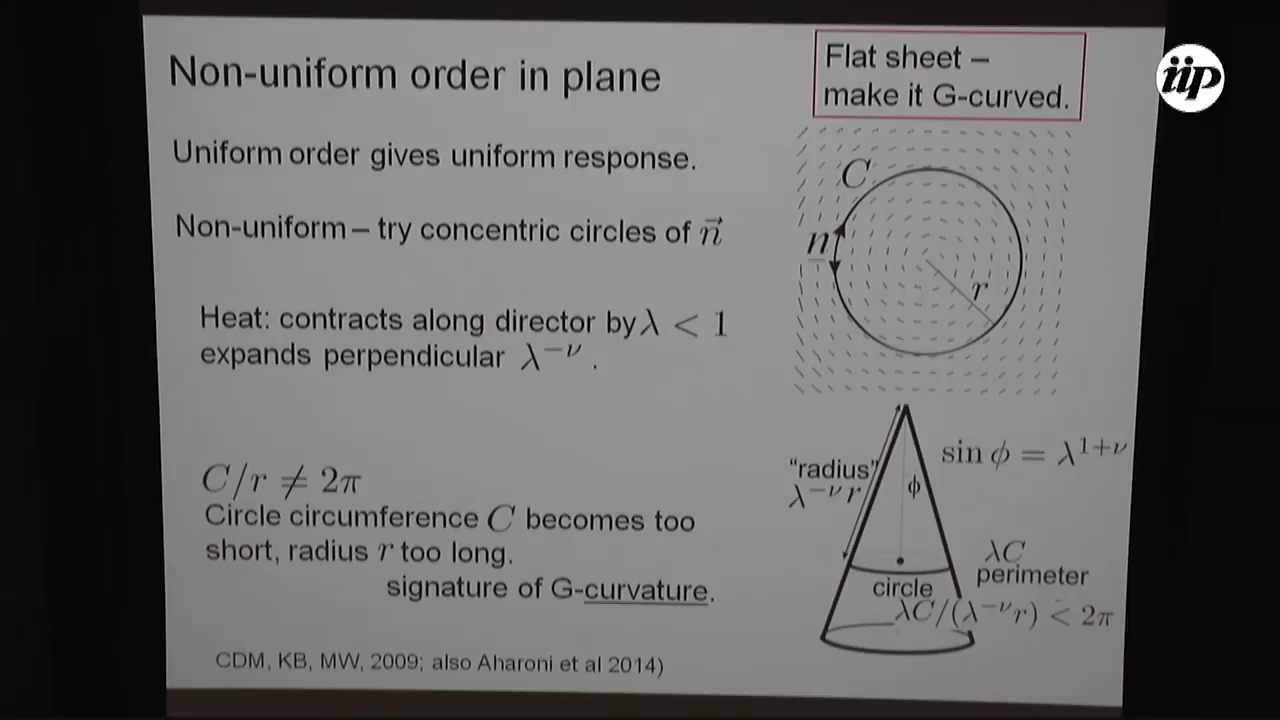 Non-uniform order in plane
Flat sheet –
make it G-curved.
iip
Uniform order gives uniform response.
Non-uniform – try concentric circles of $\vec{n}$
C
n
r
Heat: contracts along director by λ < 1
expands perpendicular λ^{−ν} .
C/r ≠ 2π
Circle circumference C becomes too
short, radius r too long.
signature of G-curvature.
"radius"
λ^{−ν} r
ϕ
sin ϕ = λ^{1+ν}
λC
perimeter
circle
λC/(λ^{−ν}r) < 2π
CDM, KB, MW, 2009; also Aharoni et al 2014)